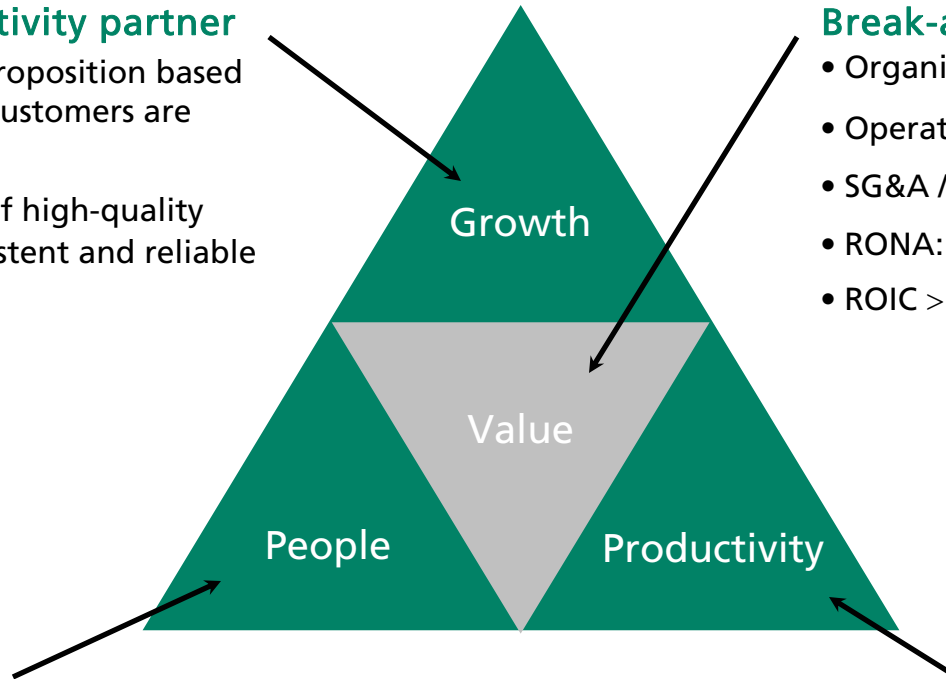 tivity partner
roposition based
ustomers are
f high-quality
stent and reliable
Break-a
• Organi
• Operat
• SG&A /
• RONA:
• ROIC >
Growth
Value
People
Productivity